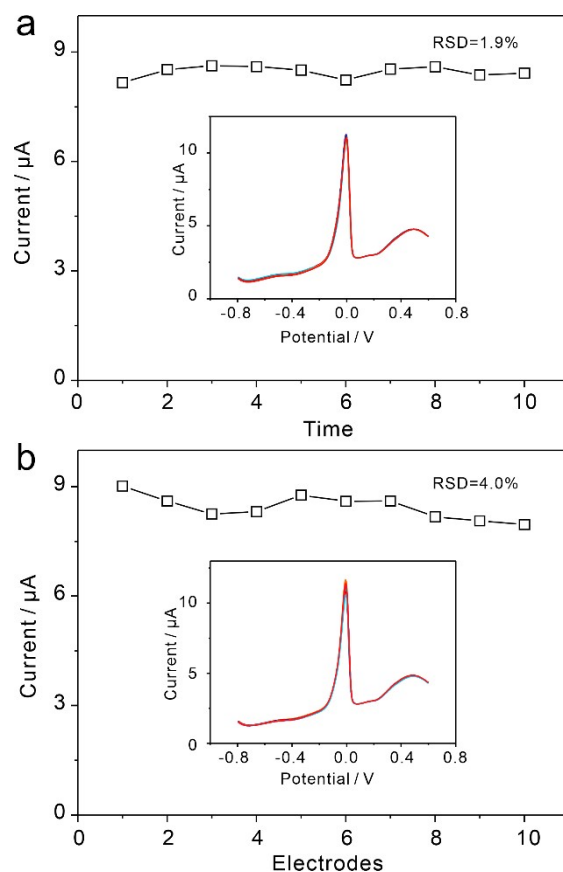 a
9
6
3
0
Current / μA
RSD=1.9%
10
5
0
Current / μA
-0.8 -0.4 0.0 0.4 0.8
Potential / V
0 2 4 6 8 10
Time
b
9
6
3
0
Current / μA
RSD=4.0%
10
5
0
Current / μA
-0.8 -0.4 0.0 0.4 0.8
Potential / V
0 2 4 6 8 10
Electrodes